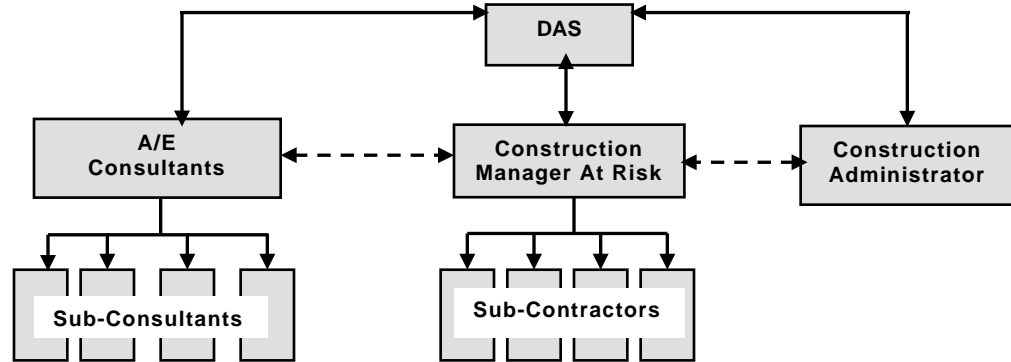 DAS
A/E
Consultants
Construction
Manager At Risk
Construction
Administrator
Sub-Consultants
Sub-Contractors